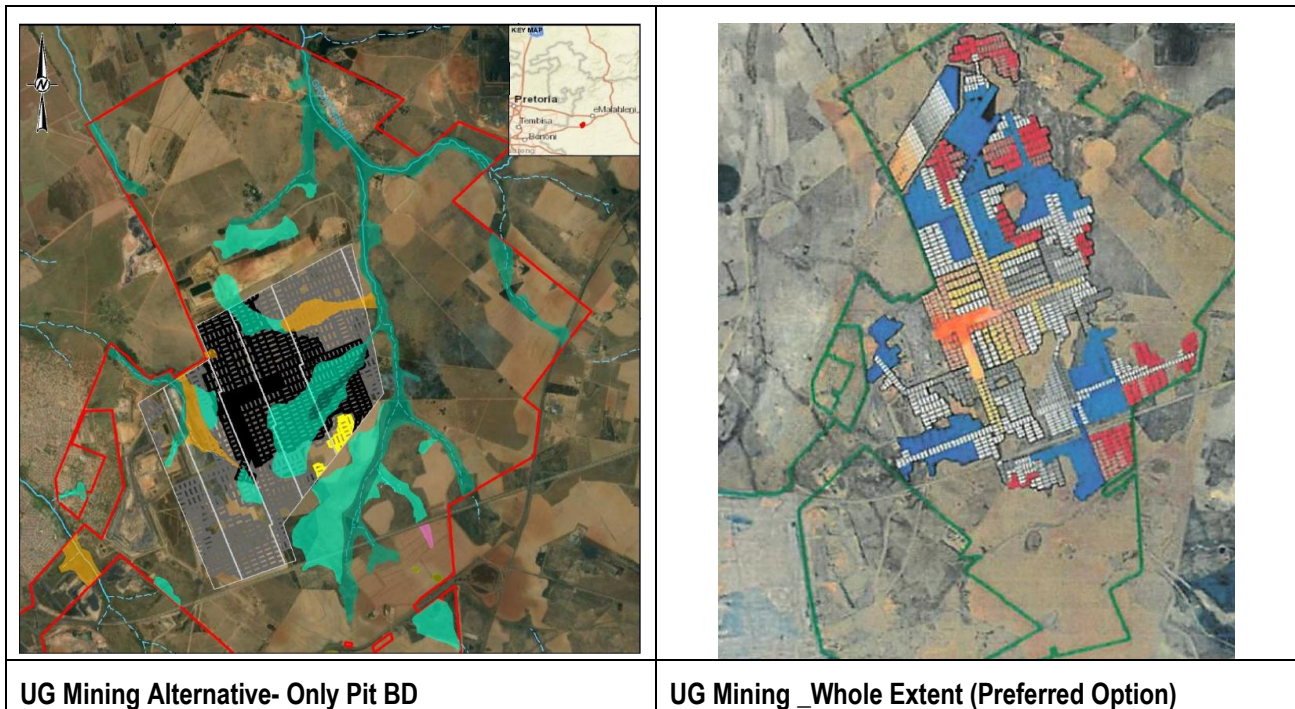 KEY MAP
N
Pretoria
eMalahleni
Tembisa
Benoni
UG Mining Alternative- Only Pit BD
UG Mining _Whole Extent (Preferred Option)